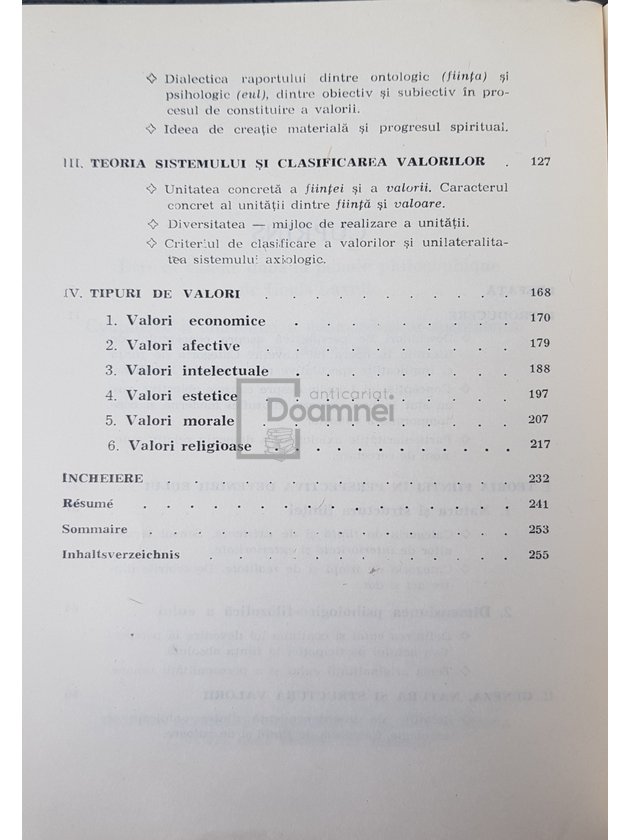 ◇ Dialectica raportului dintre ontologic (ființa) și
psihologic (eul), dintre obiectiv și subiectiv în pro-
cesul de constituire a valorii.
◇ Ideea de creație materială și progresul spiritual.
III. TEORIA SISTEMULUI ȘI CLASIFICAREA VALORILOR . 127
◇ Unitatea concretă a ființei și a valorii. Caracterul
concret al unității dintre ființă și valoare.
◇ Diversitatea — mijloc de realizare a unității.
◇ Criteriul de clasificare a valorilor și unilateralita-
tea sistemului axiologic.
IV. TIPURI DE VALORI . . . . . . . . . . . 168
1. Valori economice . . . . . . . . . 170
2. Valori afective . . . . . . . . . . 179
3. Valori intelectuale . . . . . . . . . 188
4. Valori estetice . . . . . . . . . . 197
anticariat
Doamnei
5. Valori morale . . . . . . . . . . 207
6. Valori religioase . . . . . . . . . 217
ÎNCHEIERE . . . . . . . . . . . . . 232
Résumé . . . . . . . . . . . . . . 241
Sommaire . . . . . . . . . . . . . 253
Inhaltsverzeichnis . . . . . . . . . . . 255